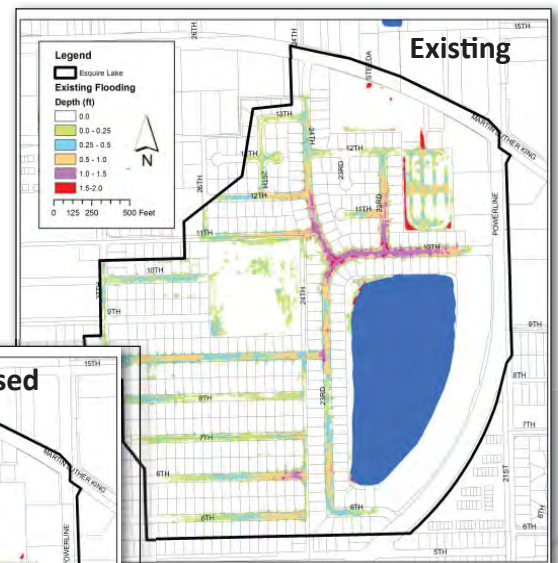 Existing
Legend
Esquire Lake
Existing Flooding
Depth (ft)
0.0
0.0 - 0.25
0.25 - 0.5
0.5 - 1.0
1.0 - 1.5
1.5-2.0
N
0 125 250 500 Feet
26TH
24TH
15TH
MARTIN LUTHER KING
13TH
24TH
12TH
23RD
25TH
26TH
12TH
11TH
23RD
POWERLINE
11TH
10TH
10TH
9TH
24TH
9TH
8TH
23RD
8TH
7TH
7TH
6TH
21ST
6TH
6TH
6TH
5TH
sed
15TH
MARTIN LUTHER KING
POWERLINE